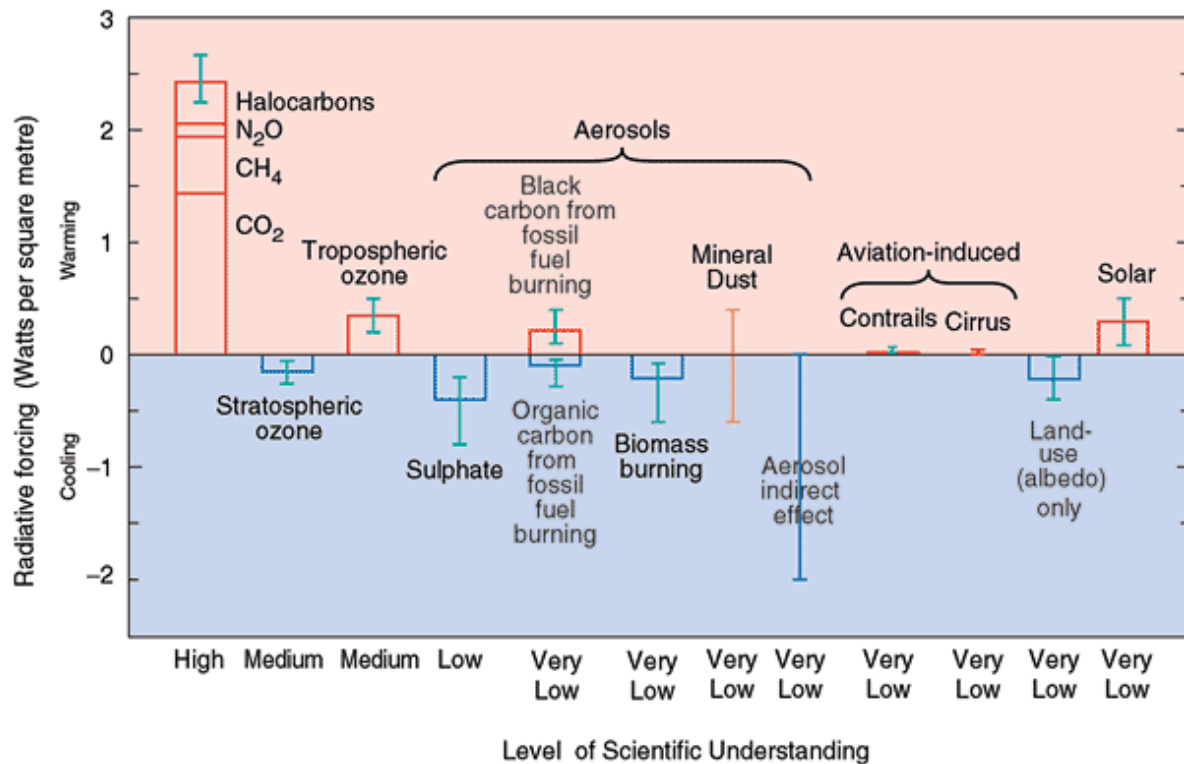 Radiative forcing (Watts per square metre)
Warming
Cooling
3
2
1
0
–1
–2
Halocarbons
N₂O
CH₄
CO₂
Stratospheric
ozone
Tropospheric
ozone
Aerosols
Sulphate
Black
carbon from
fossil
fuel
burning
Organic
carbon
from
fossil
fuel
burning
Biomass
burning
Mineral
Dust
Aerosol
indirect
effect
Aviation-induced
Contrails
Cirrus
Land-
use
(albedo)
only
Solar
High
Medium
Medium
Low
Very
Low
Very
Low
Very
Low
Very
Low
Very
Low
Very
Low
Very
Low
Very
Low
Level of Scientific Understanding